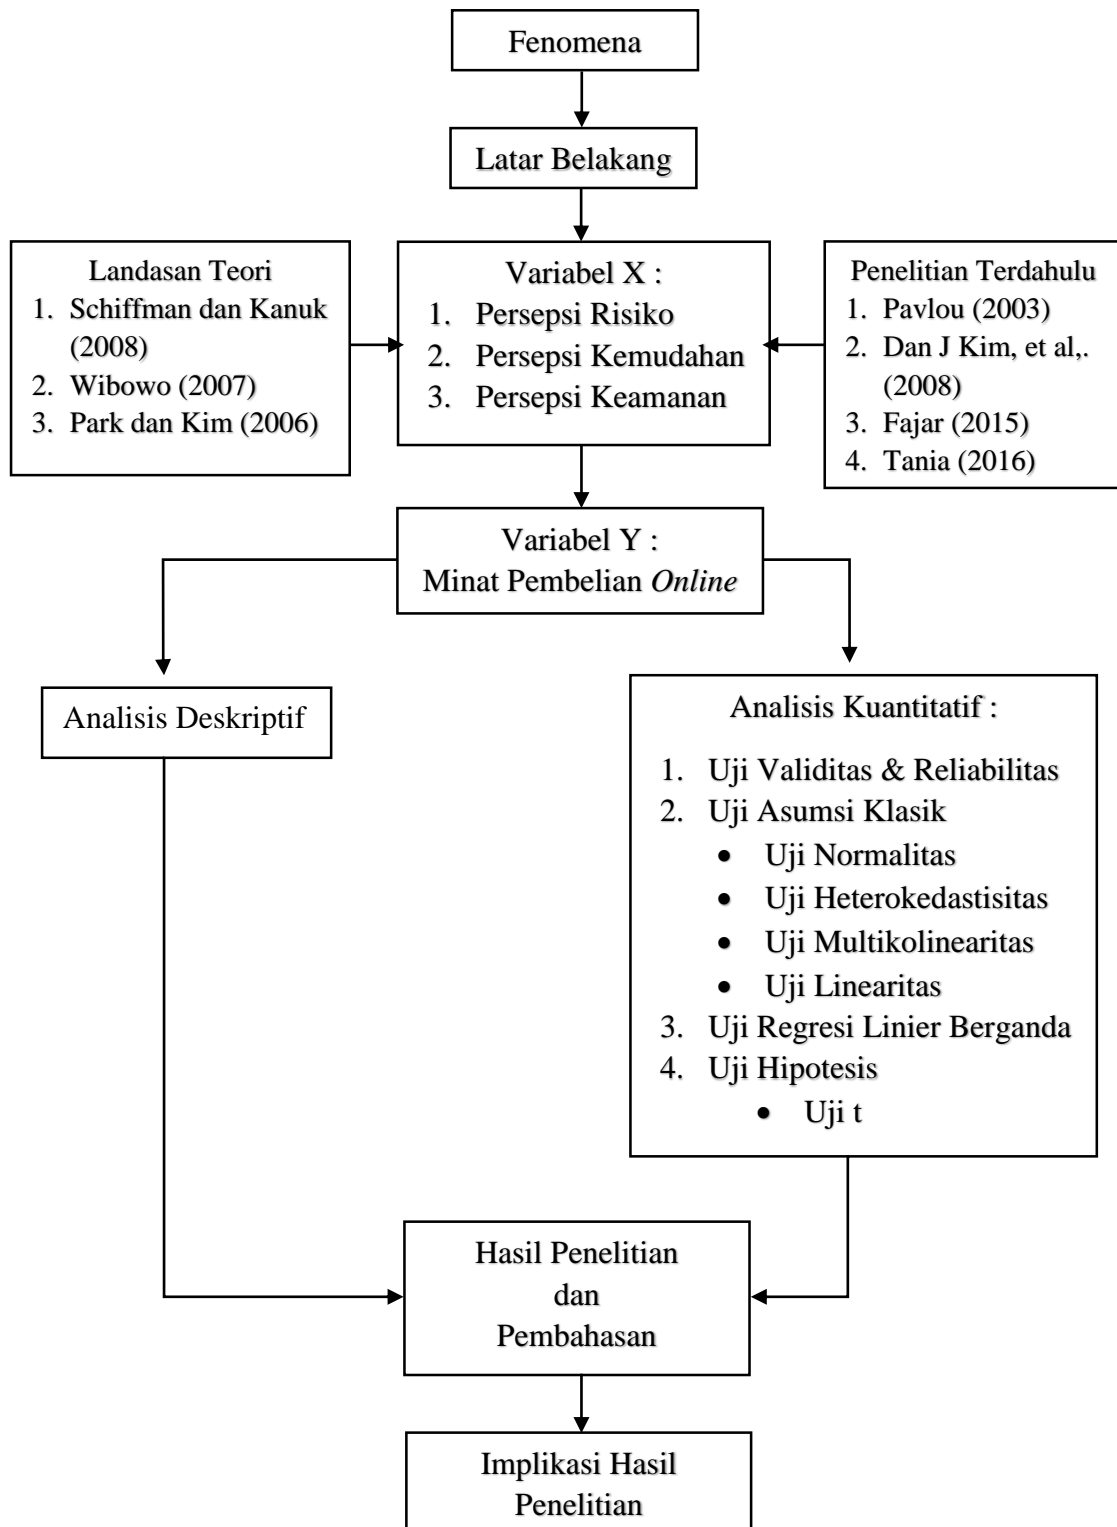 Fenomena
Latar Belakang
Landasan Teori
1. Schiffman dan Kanuk
(2008)
2. Wibowo (2007)
3. Park dan Kim (2006)
Variabel X :
1. Persepsi Risiko
2. Persepsi Kemudahan
3. Persepsi Keamanan
Penelitian Terdahulu
1. Pavlou (2003)
2. Dan J Kim, et al,.
(2008)
3. Fajar (2015)
4. Tania (2016)
Variabel Y :
Minat Pembelian Online
Analisis Deskriptif
Analisis Kuantitatif :
1. Uji Validitas & Reliabilitas
2. Uji Asumsi Klasik
• Uji Normalitas
• Uji Heterokedastisitas
• Uji Multikolinearitas
• Uji Linearitas
3. Uji Regresi Linier Berganda
4. Uji Hipotesis
• Uji t
Hasil Penelitian
dan
Pembahasan
Implikasi Hasil
Penelitian